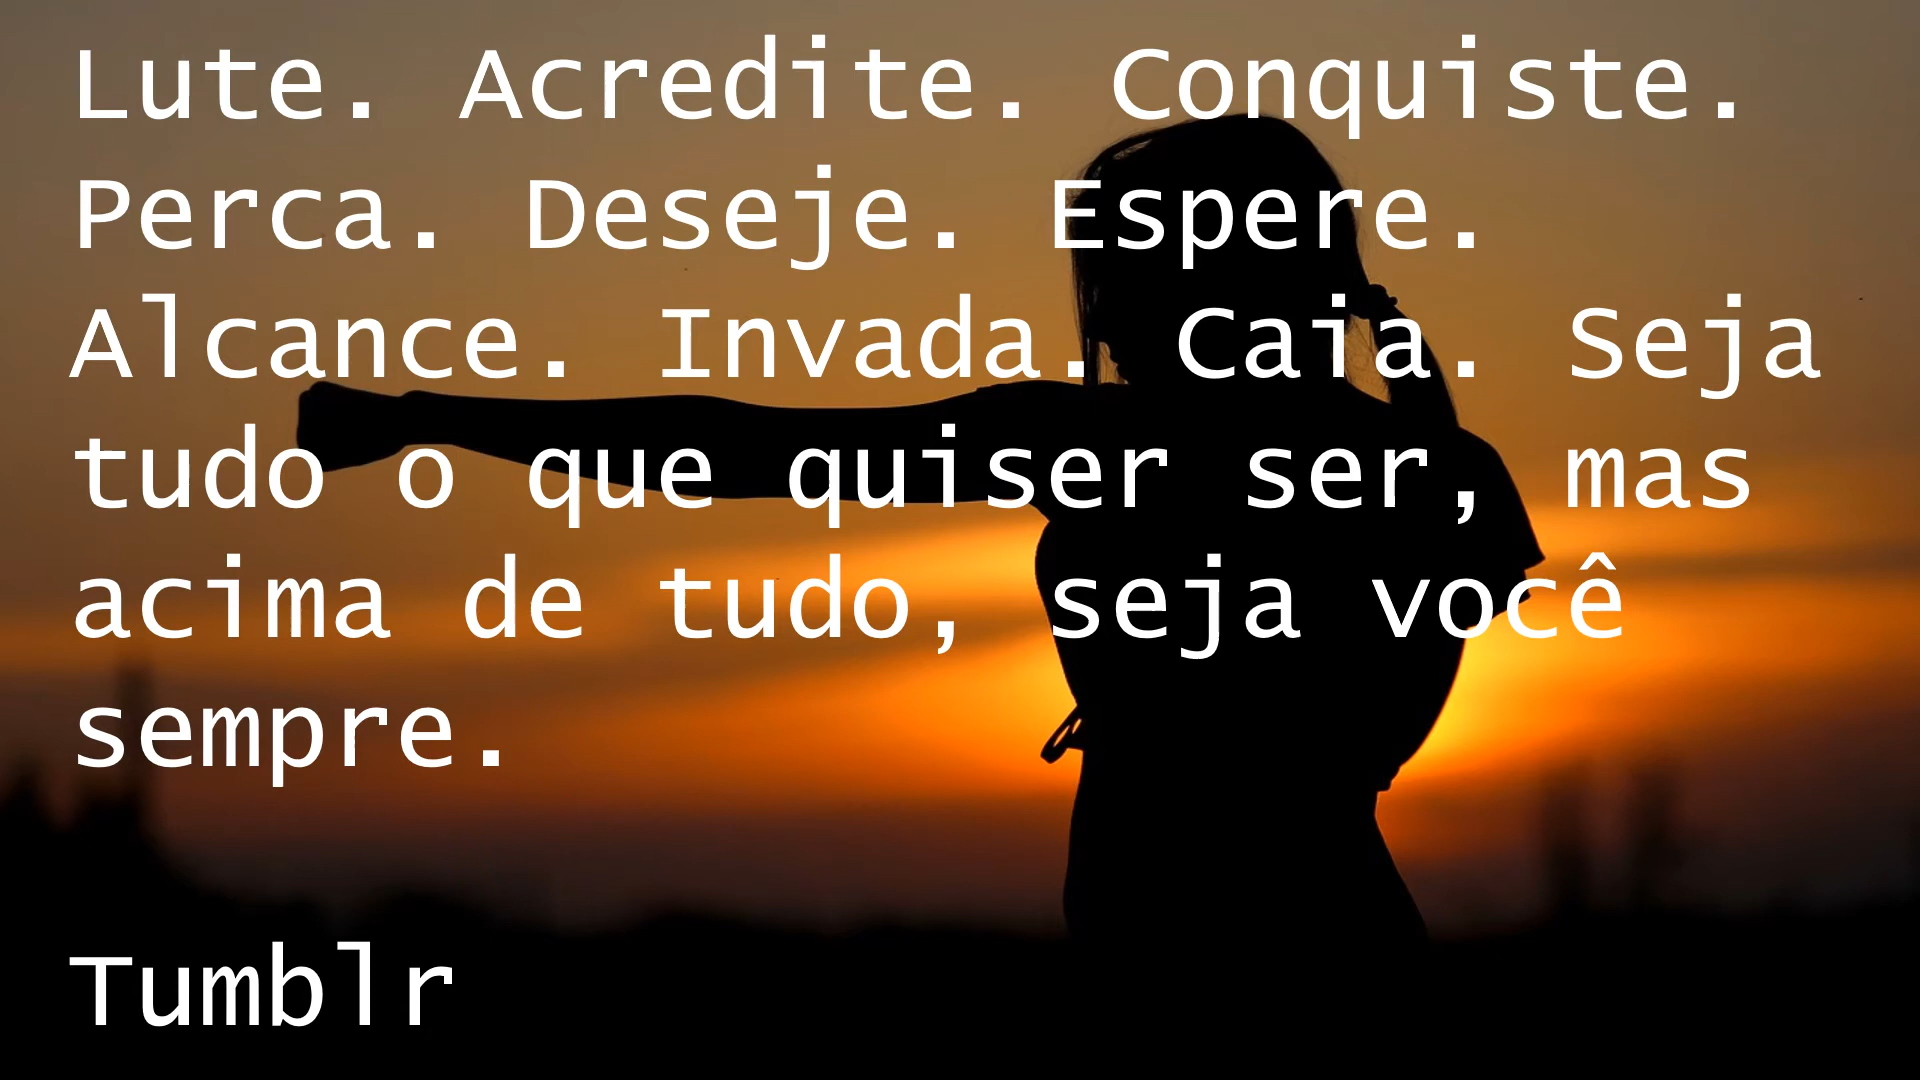 Lute. Acredite. Conquiste.
Perca. Deseje. Espere.
Alcance. Invada. Caia. Seja
tudo o que quiser ser, mas
acima de tudo, seja você
sempre.
Tumblr